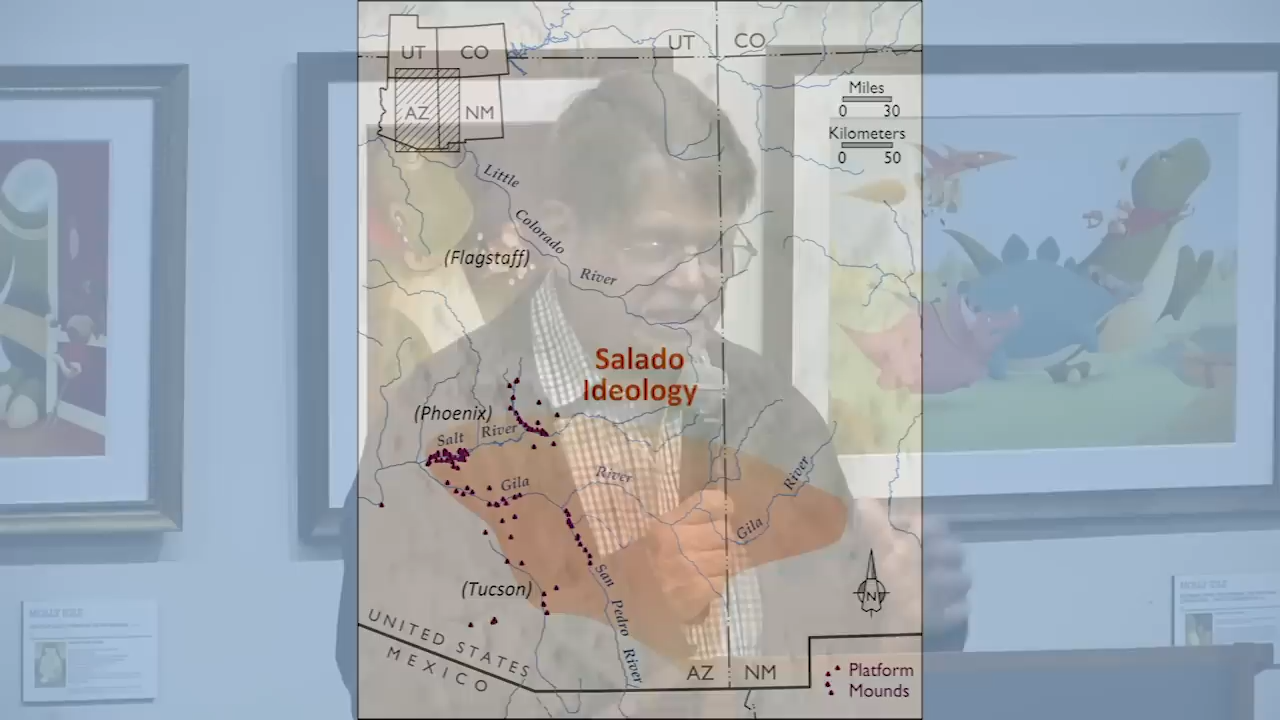 UT CO
UT CO
AZ NM
Miles
0 30
Kilometers
0 50
Little
Colorado
River
(Flagstaff)
Salado
Ideology
(Phoenix)
Salt River
River
Gila
River
Gila
San
Pedro
River
(Tucson)
N
UNITED STATES
MEXICO
AZ NM
Platform
Mounds